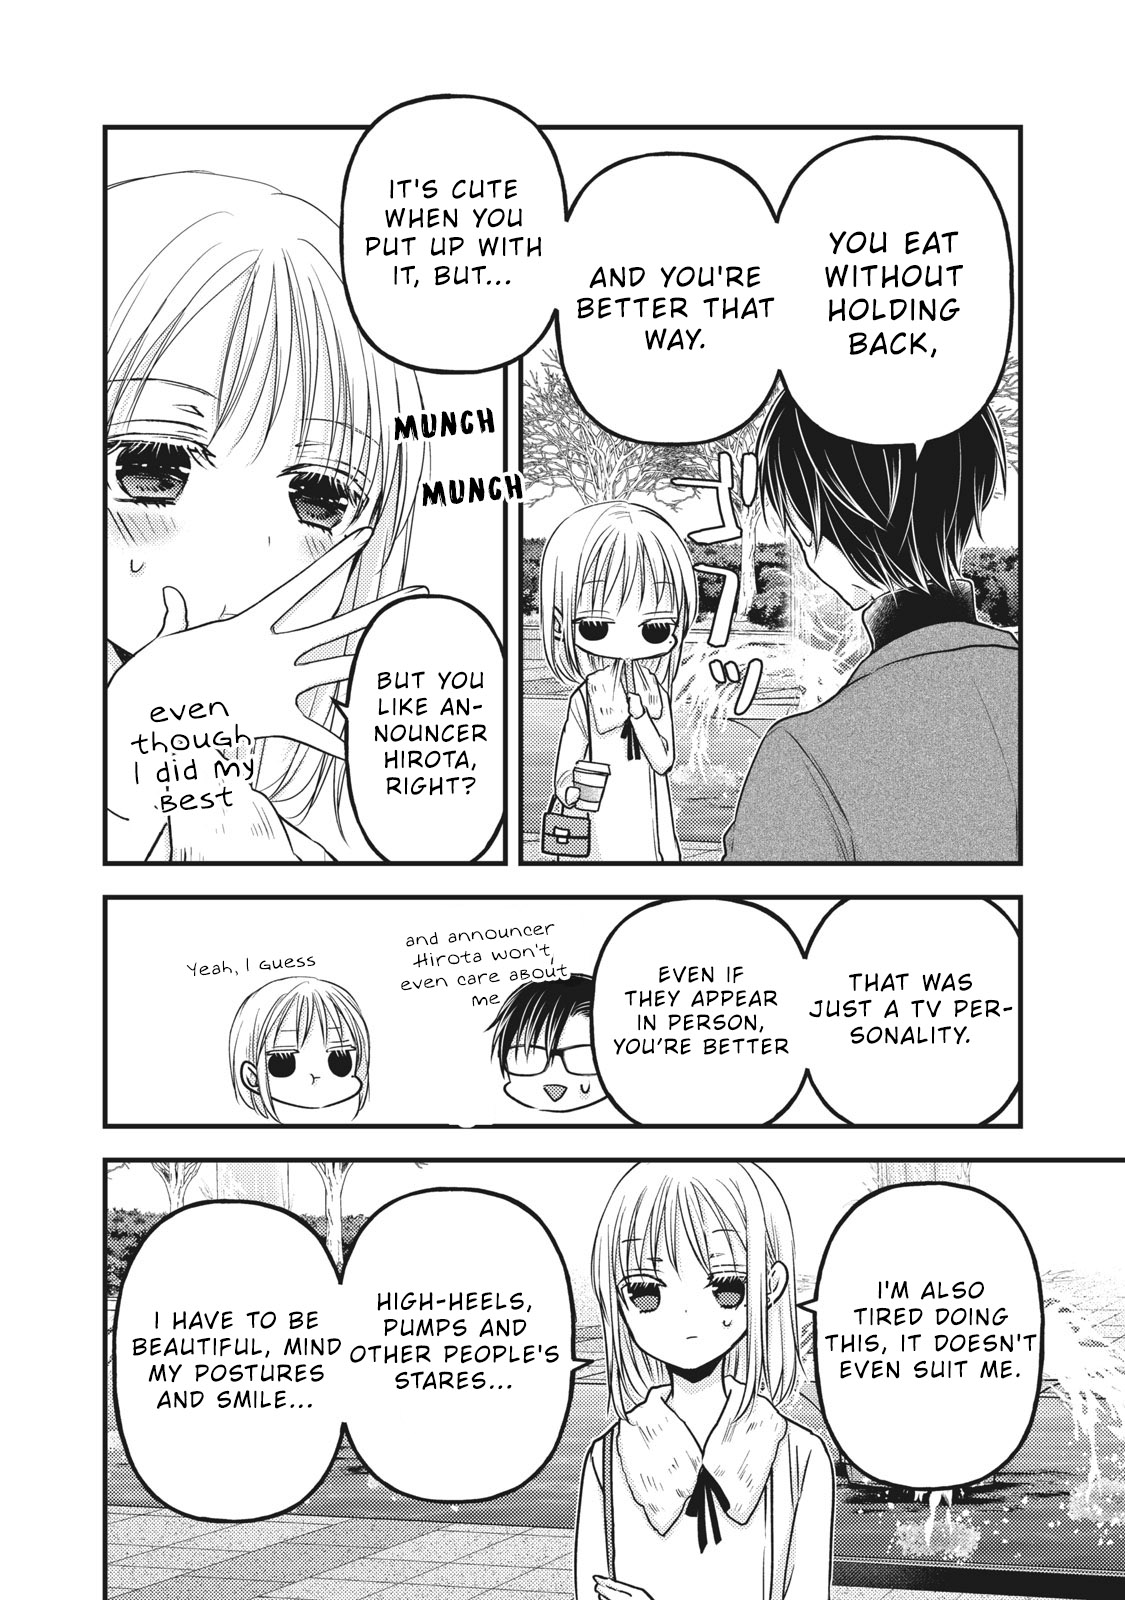 YOU EAT
WITHOUT
HOLDING
BACK,
AND YOU'RE
BETTER THAT
WAY.
IT'S CUTE
WHEN YOU
PUT UP WITH
IT, BUT...
ゴ
クッ
MUNCH
MUNCH
BUT YOU
LIKE AN-
NOUNCER
HIROTA,
RIGHT?
even
though
I did my
best
THAT WAS
JUST A TV PER-
SONALITY.
EVEN IF
THEY APPEAR
IN PERSON,
YOU'RE BETTER
and announcer
Hirota won't
even care about
me
Yeah, I guess
I'M ALSO
TIRED DOING
THIS, IT DOESN'T
EVEN SUIT ME.
HIGH-HEELS,
PUMPS AND
OTHER PEOPLE'S
STARES...
I HAVE TO BE
BEAUTIFUL, MIND
MY POSTURES
AND SMILE...